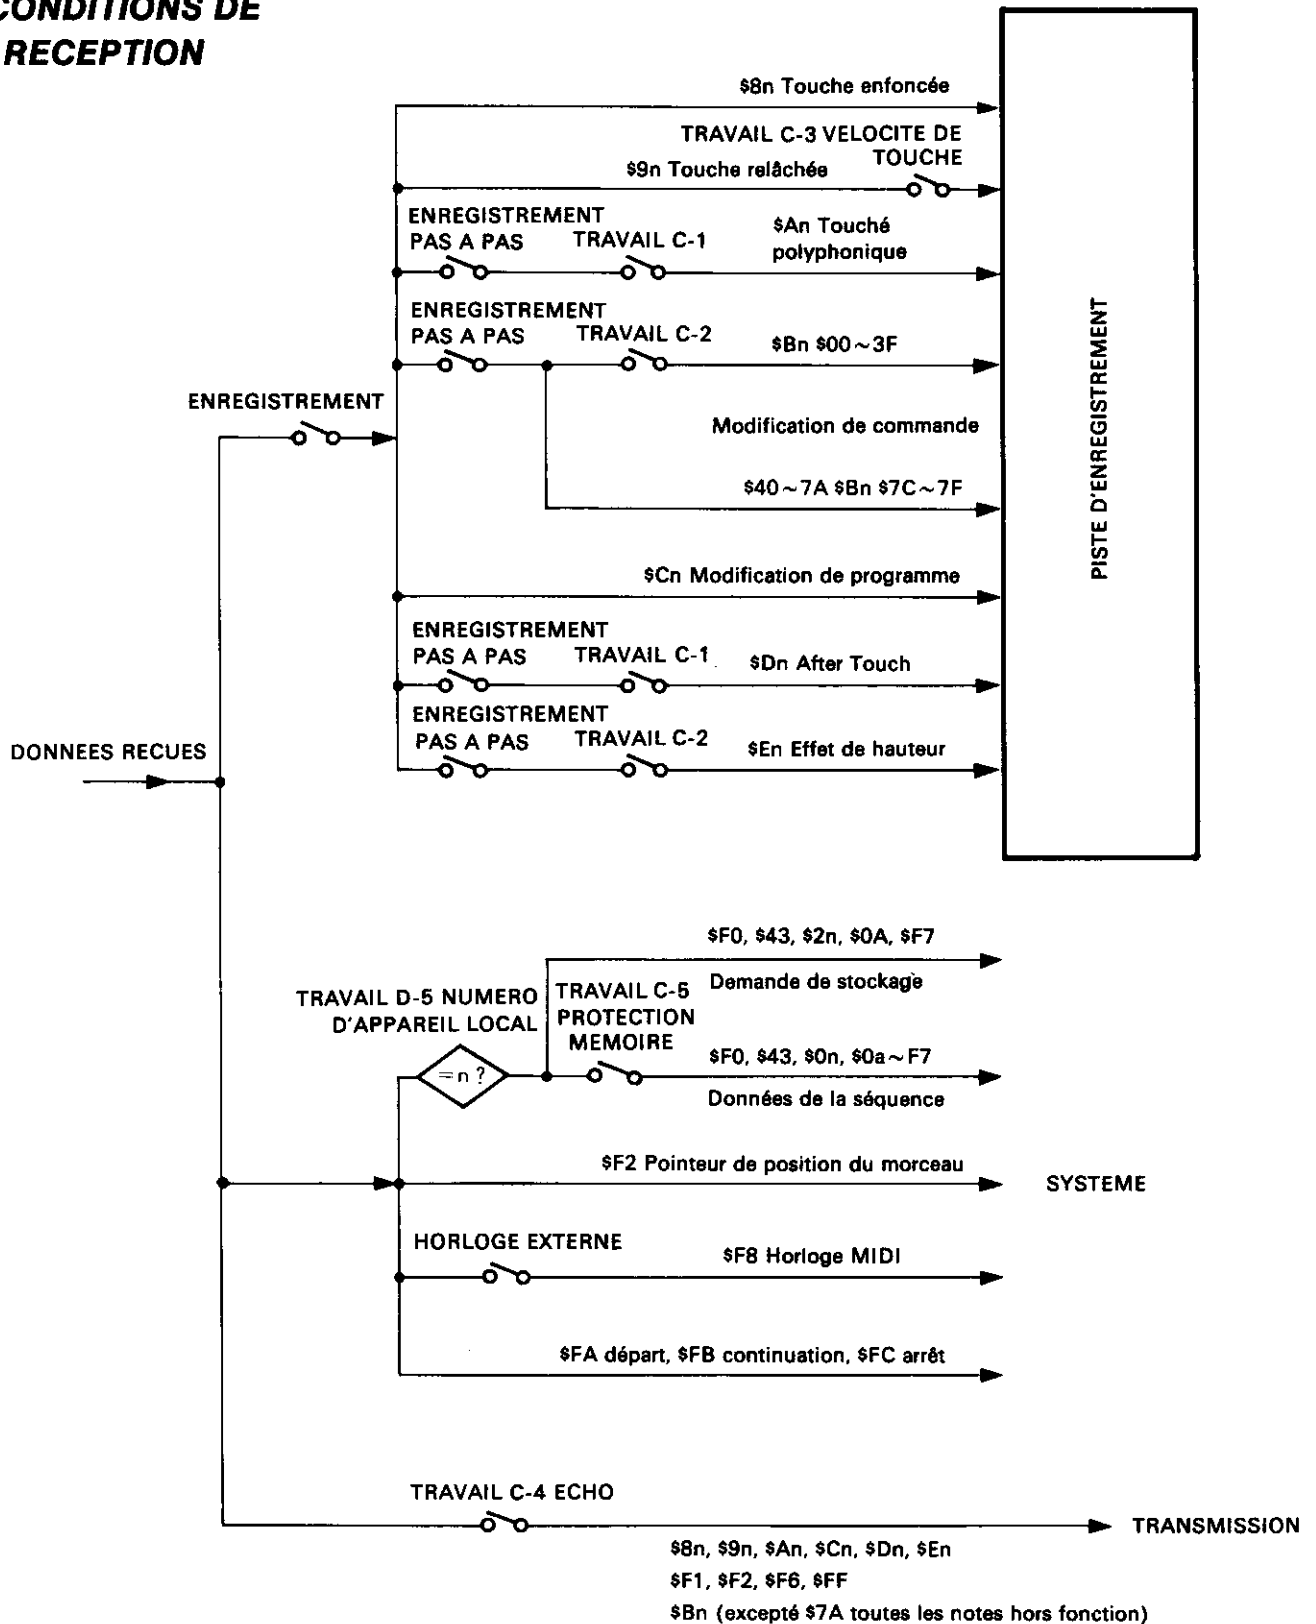 CONDITIONS DE
RECEPTION
$8n Touche enfoncée
TRAVAIL C-3 VELOCITE DE
TOUCHE
$9n Touche relâchée
ENREGISTREMENT
PAS A PAS
TRAVAIL C-1
$An Touché
polyphonique
ENREGISTREMENT
PAS A PAS
TRAVAIL C-2
$Bn $00~3F
ENREGISTREMENT
Modification de commande
$40~7A $Bn $7C~7F
PISTE D'ENREGISTREMENT
$Cn Modification de programme
ENREGISTREMENT
PAS A PAS
TRAVAIL C-1
$Dn After Touch
ENREGISTREMENT
PAS A PAS
TRAVAIL C-2
$En Effet de hauteur
DONNEES RECUES
$F0, $43, $2n, $0A, $F7
Demande de stockage
TRAVAIL D-5 NUMERO
D'APPAREIL LOCAL
TRAVAIL C-5
PROTECTION
MEMOIRE
=n ?
$F0, $43, $0n, $0a~F7
Données de la séquence
$F2 Pointeur de position du morceau
SYSTEME
HORLOGE EXTERNE
$F8 Horloge MIDI
$FA départ, $FB continuation, $FC arrêt
TRAVAIL C-4 ECHO
TRANSMISSION
$8n, $9n, $An, $Cn, $Dn, $En
$F1, $F2, $F6, $FF
$Bn (excepté $7A toutes les notes hors fonction)